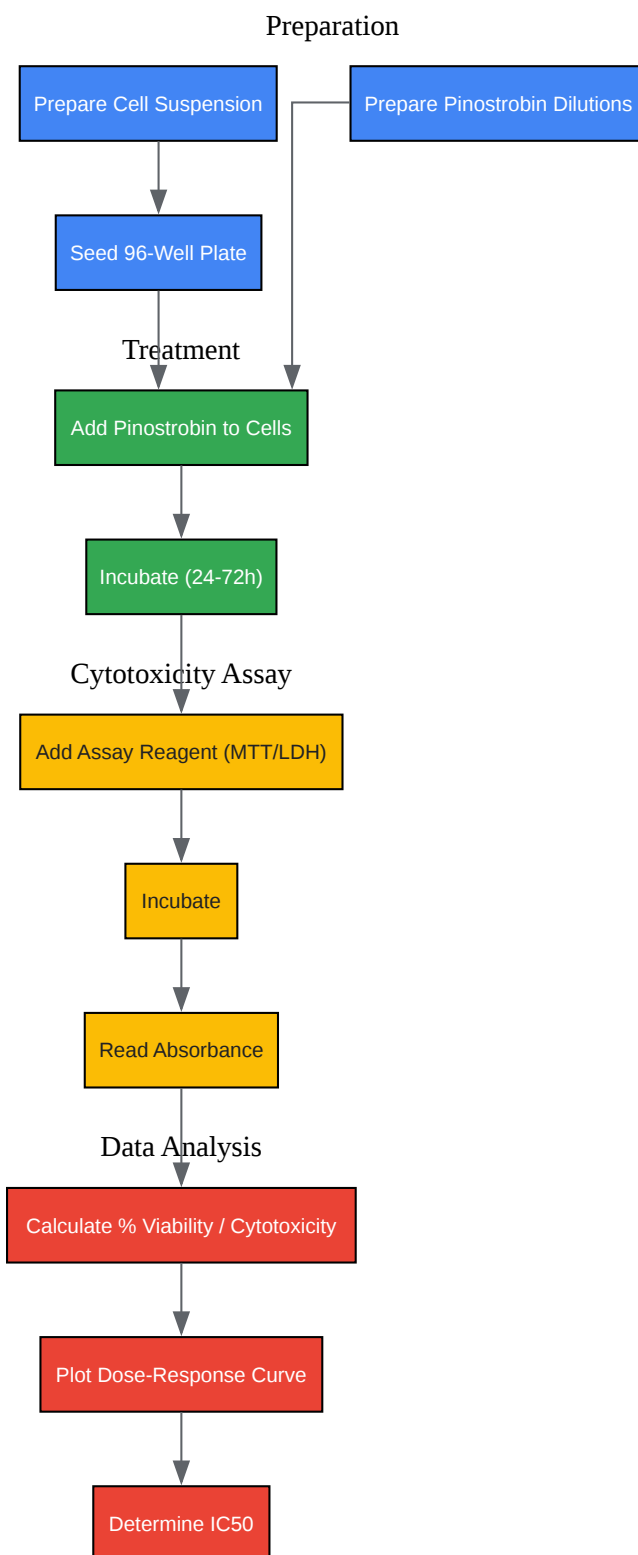 Preparation
Prepare Cell Suspension
Prepare Pinostrobin Dilutions
Seed 96-Well Plate
Treatment
Add Pinostrobin to Cells
Incubate (24-72h)
Cytotoxicity Assay
Add Assay Reagent (MTT/LDH)
Incubate
Read Absorbance
Data Analysis
Calculate % Viability / Cytotoxicity
Plot Dose-Response Curve
Determine IC50